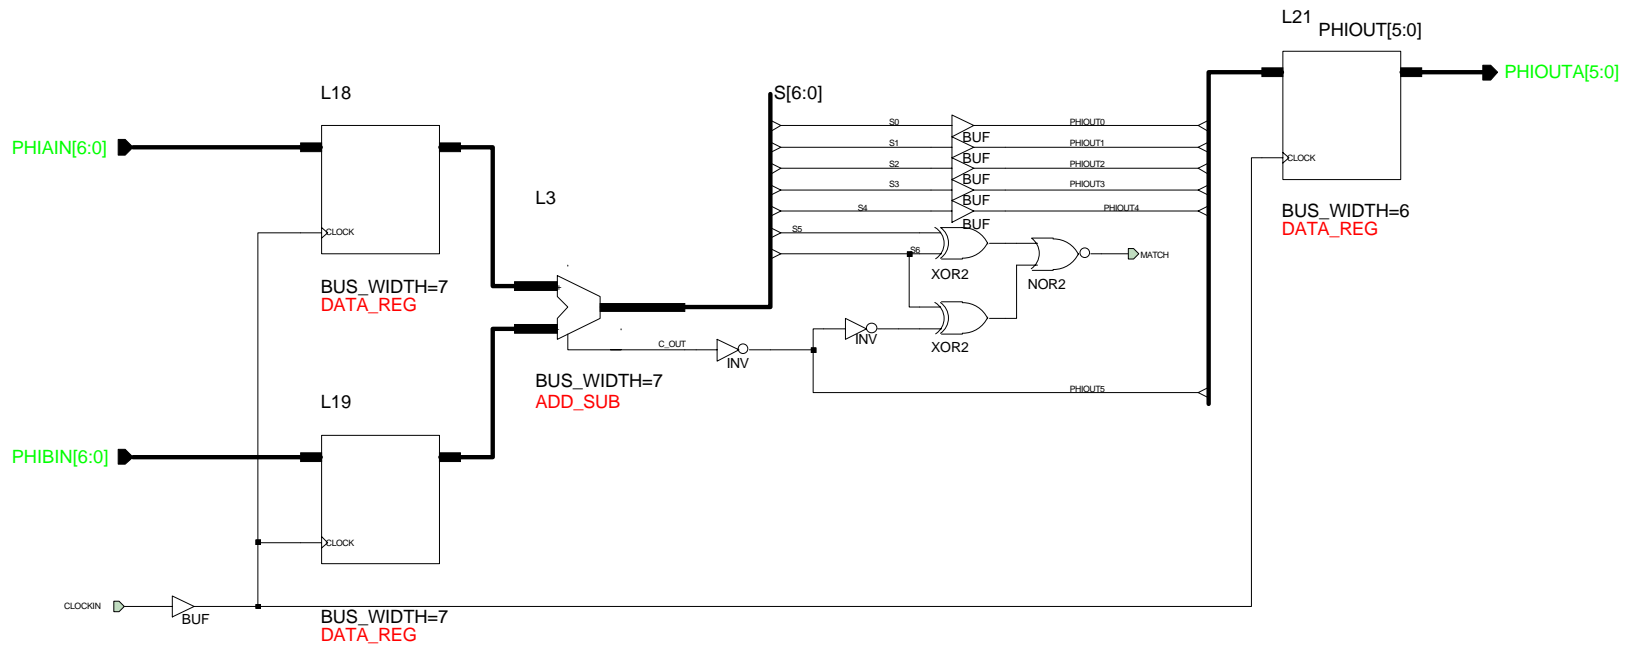 L21
PHIOUT[5:0]
PHIOUTA[5:0]
L18
S[6:0]
S0
PHIOUT0
BUF
PHIAIN[6:0]
S1
PHIOUT1
BUF
CLOCK
S2
PHIOUT2
BUF
S3
PHIOUT3
BUF
L3
S4
PHIOUT4
BUF
BUS_WIDTH=6
DATA_REG
CLOCK
S5
S6
MATCH
XOR2
NOR2
BUS_WIDTH=7
DATA_REG
C_OUT
INV
INV
XOR2
BUS_WIDTH=7
ADD_SUB
PHIOUT5
L19
PHIBIN[6:0]
CLOCK
CLOCKIN
BUF
BUS_WIDTH=7
DATA_REG